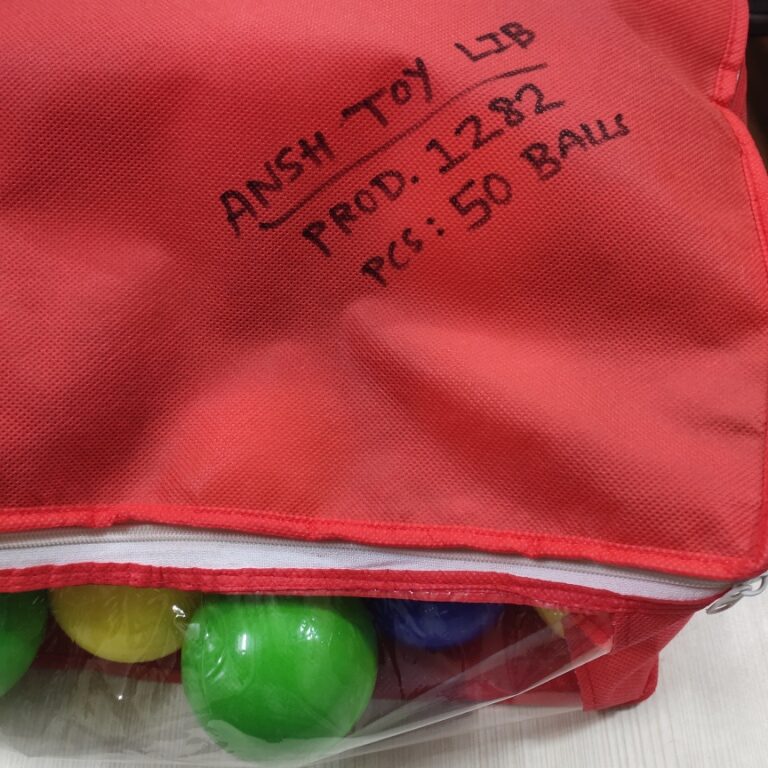 ANSH TOY LIB
PROD. 1282
PCS: 50 BALLS